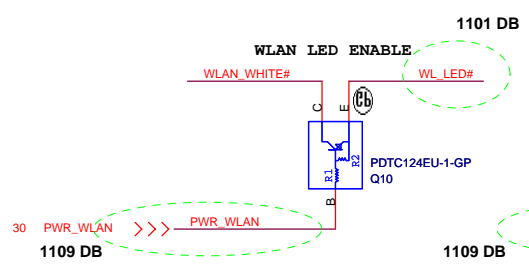 1101 DB
WLAN LED ENABLE
WLAN_WHITE#
WL_LED#
C
E
R1
R2
PDTC124EU-1-GP
Q10
B
30 PWR_WLAN
PWR_WLAN
1109 DB
1109 DB